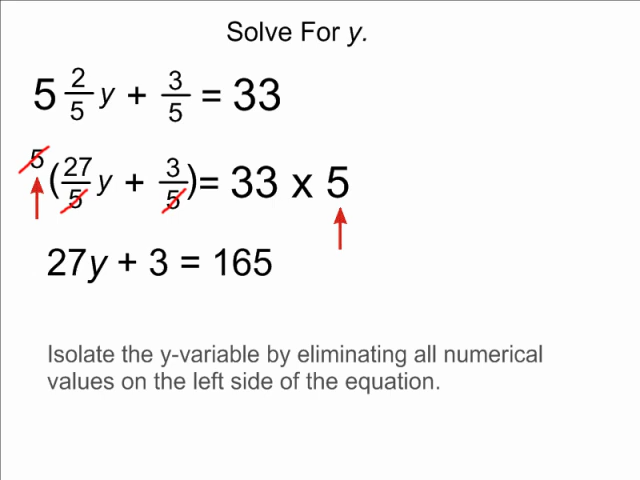 Solve For y.
5 2/5 y + 3/5 = 33
5 (27/5 y + 3/5) = 33 x 5
27y + 3 = 165
Isolate the y-variable by eliminating all numerical
values on the left side of the equation.